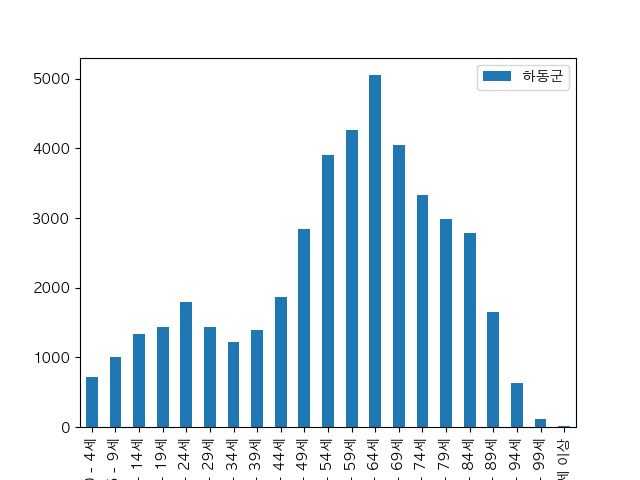 하동군
5000
4000
3000
2000
1000
0
0 - 4세
- 9세
- 14세
- 19세
- 24세
- 29세
- 34세
- 39세
- 44세
- 49세
- 54세
- 59세
- 64세
- 69세
- 74세
- 79세
- 84세
- 89세
- 94세
- 99세
세 이상